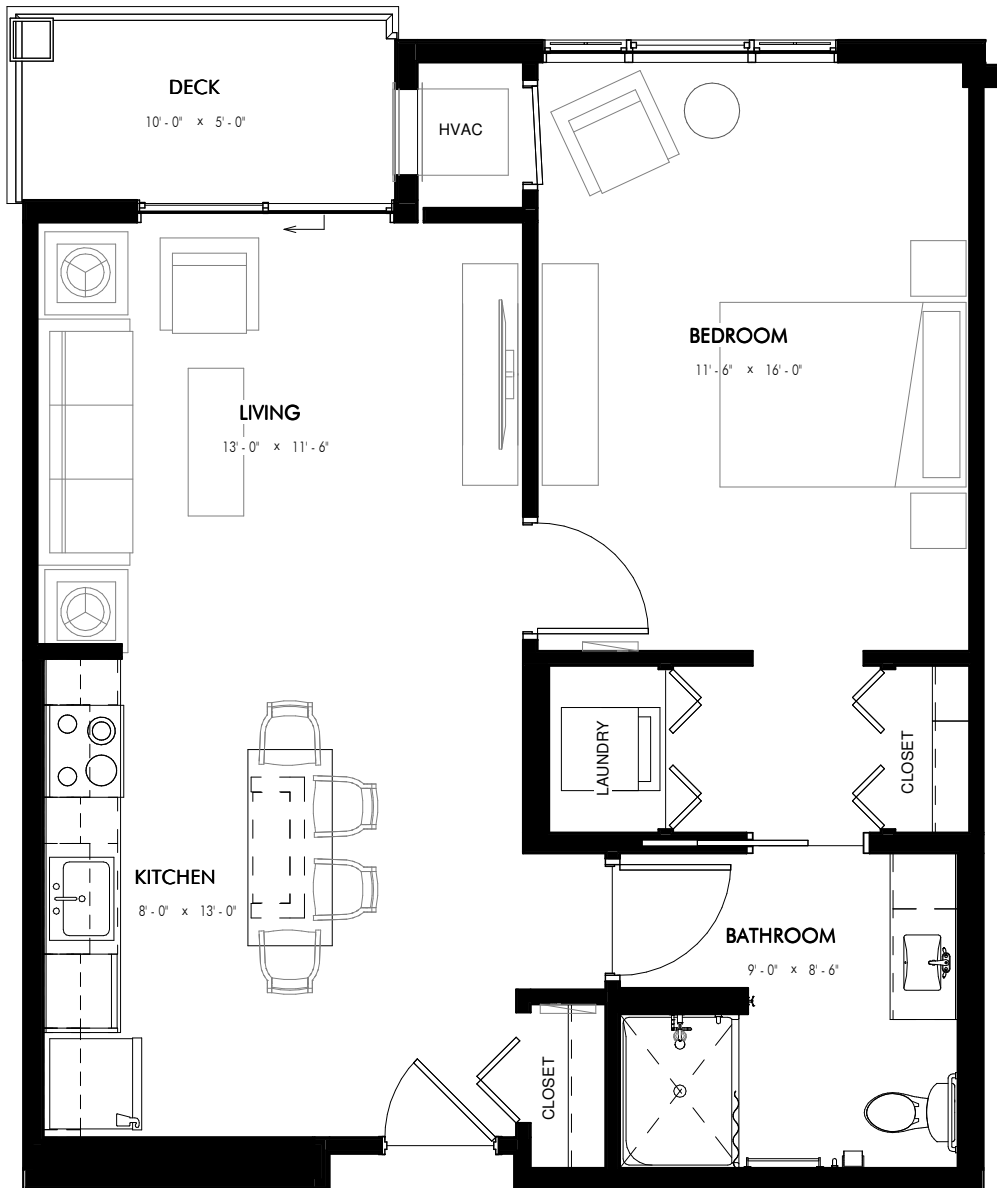 DECK
10' - 0" x 5' - 0"
HVAC
BEDROOM
11' - 6" x 16' - 0"
LIVING
13' - 0" x 11' - 6"
LAUNDRY
CLOSET
KITCHEN
8' - 0" x 13' - 0"
BATHROOM
9' - 0" x 8' - 6"
CLOSET